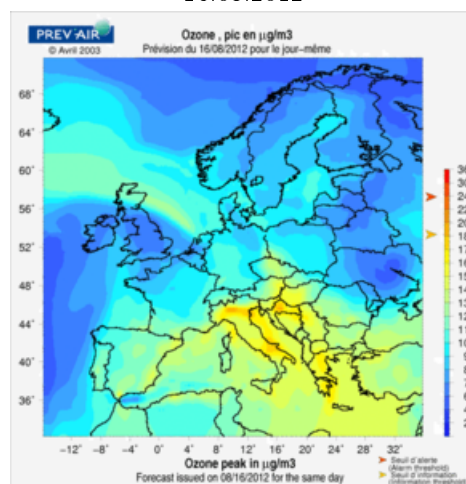 PREV'AIR
© Avril 2003
Ozone , pic en µg/m3
Prévision du 16/08/2012 pour le jour-même
68°
64°
60°
56°
52°
48°
44°
40°
36°
-12° -8° -4° 0° 4° 8° 12° 16° 20° 24° 28° 32°
Ozone peak in µg/m3
Forecast issued on 08/16/2012 for the same day
Seuil d'alerte
(Alarm threshold)
Seuil d'information
(Information threshold)